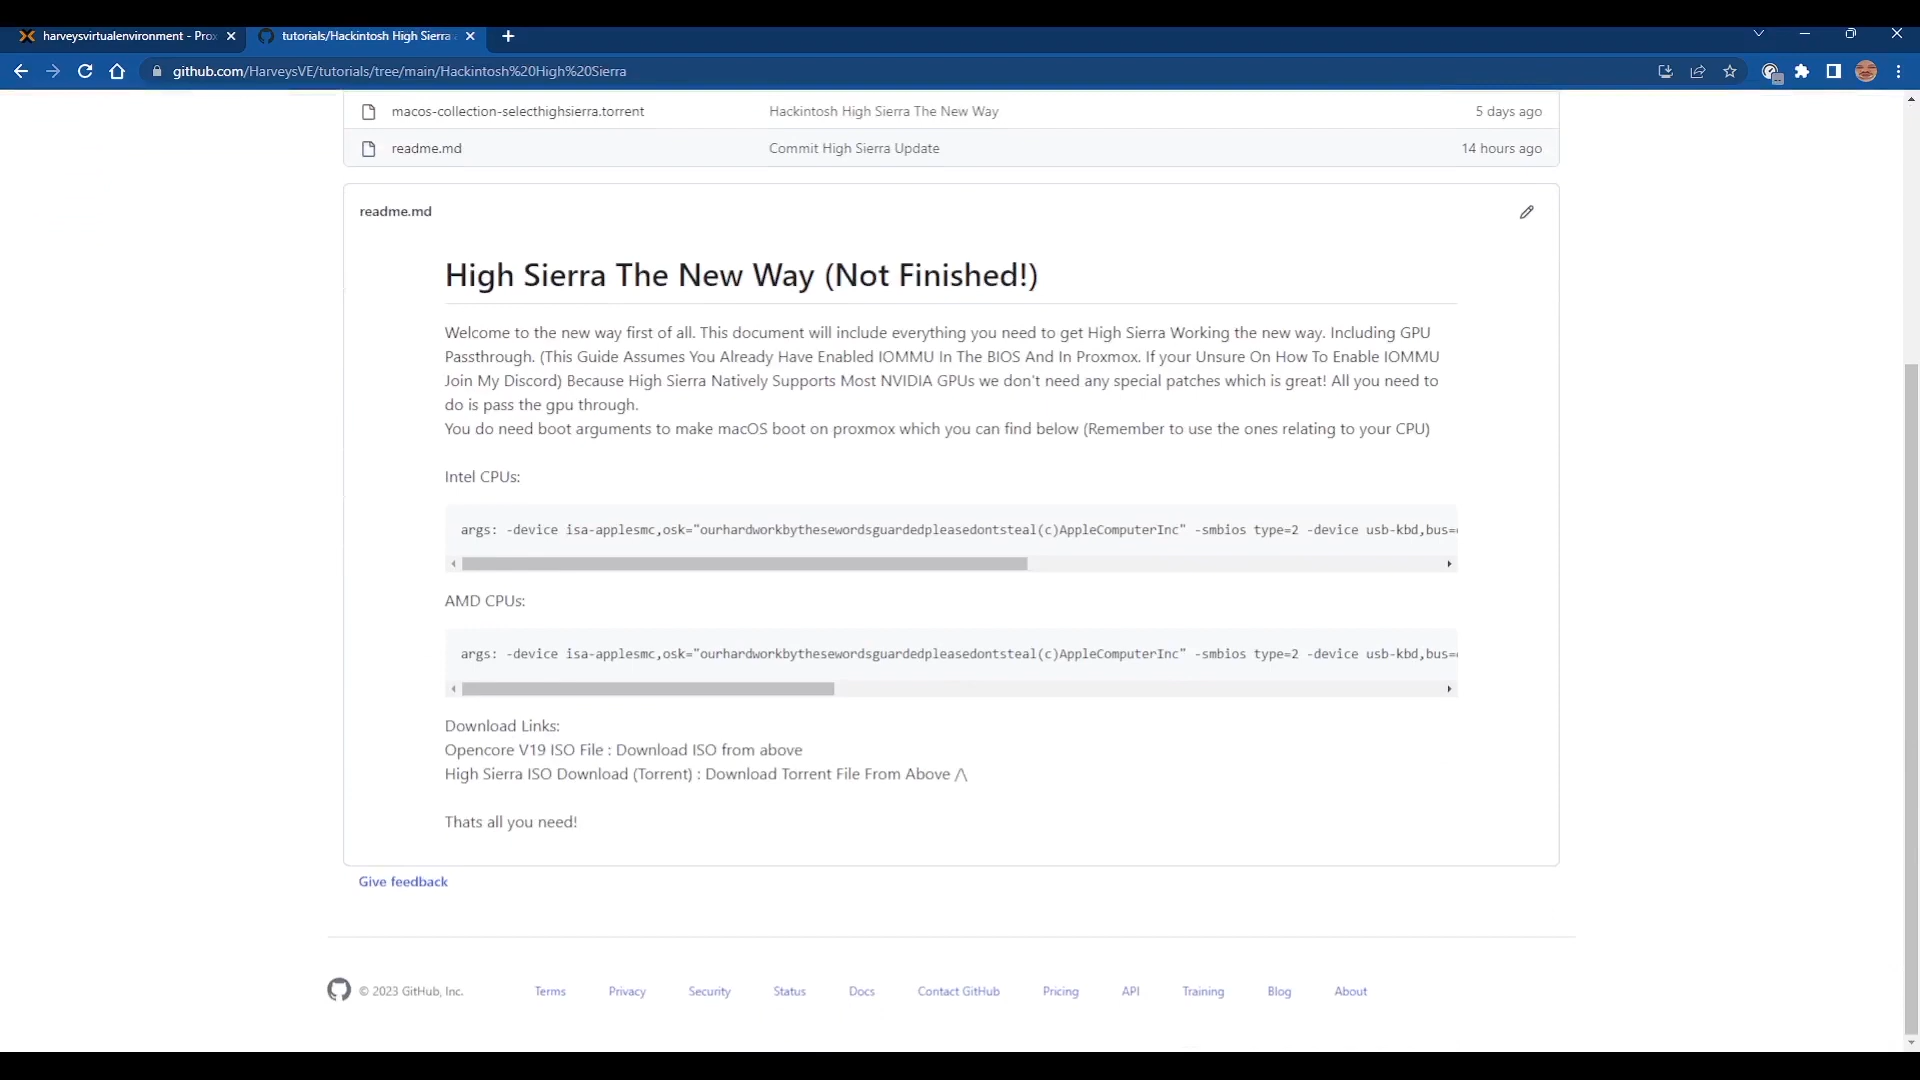 harveysvirtualenvironment - Prox
tutorials/Hackintosh High Sierra
github.com/HarveysVE/tutorials/tree/main/Hackintosh%20High%20Sierra
macos-collection-selecthighsierra.torrent Hackintosh High Sierra The New Way 5 days ago
readme.md Commit High Sierra Update 14 hours ago
readme.md
High Sierra The New Way (Not Finished!)
Welcome to the new way first of all. This document will include everything you need to get High Sierra Working the new way. Including GPU
Passthrough. (This Guide Assumes You Already Have Enabled IOMMU In The BIOS And In Proxmox. If your Unsure On How To Enable IOMMU
Join My Discord) Because High Sierra Natively Supports Most NVIDIA GPUs we don't need any special patches which is great! All you need to
do is pass the gpu through.
You do need boot arguments to make macOS boot on proxmox which you can find below (Remember to use the ones relating to your CPU)
Intel CPUs:
args: -device isa-applesmc,osk="ourhardworkbythesewordsguardedpleasedontsteal(c)AppleComputerInc" -smbios type=2 -device usb-kbd,bus=
AMD CPUs:
args: -device isa-applesmc,osk="ourhardworkbythesewordsguardedpleasedontsteal(c)AppleComputerInc" -smbios type=2 -device usb-kbd,bus=
Download Links:
Opencore V19 ISO File : Download ISO from above
High Sierra ISO Download (Torrent) : Download Torrent File From Above /\
Thats all you need!
Give feedback
© 2023 GitHub, Inc. Terms Privacy Security Status Docs Contact GitHub Pricing API Training Blog About